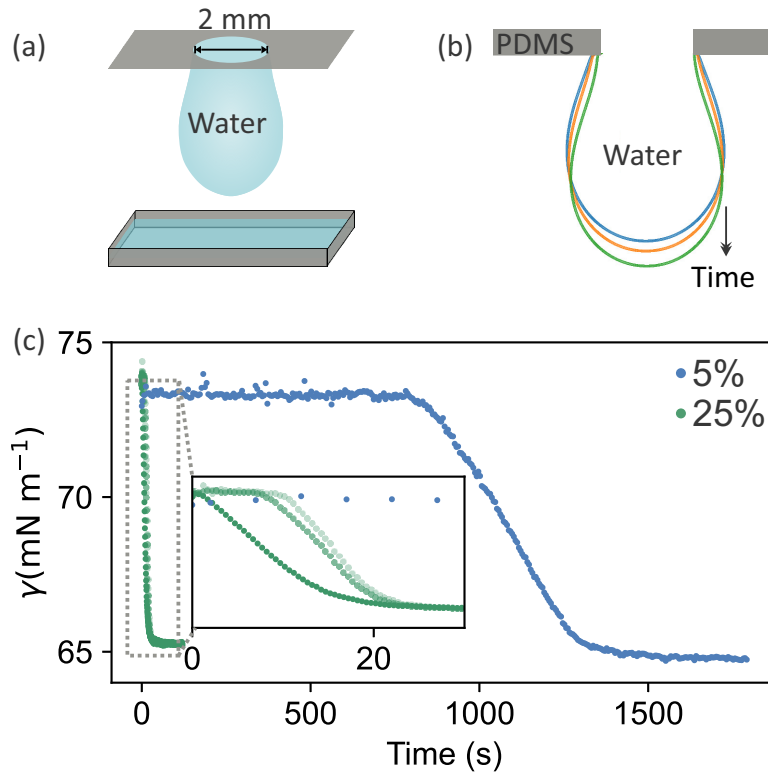 (a)
2 mm
Water
(b)
PDMS
Water
Time
(c)
75
70
65
γ(mN m⁻¹)
5%
25%
0
20
0
500
1000
1500
Time (s)